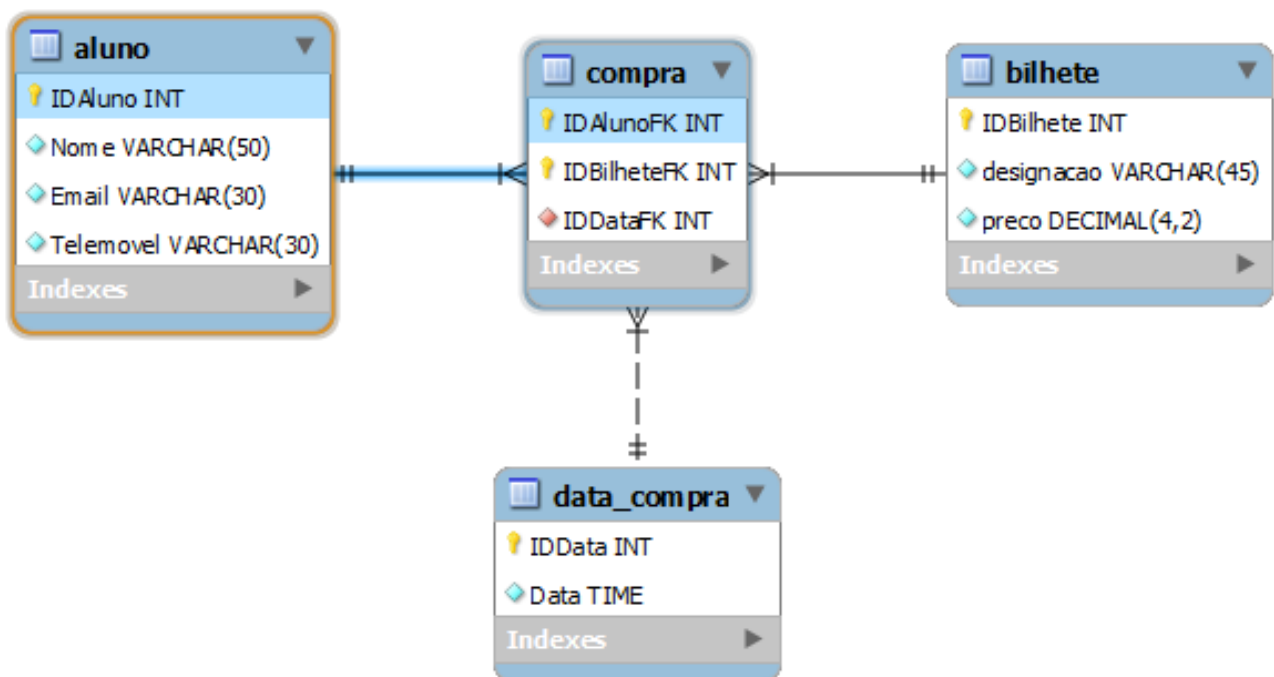 aluno
IDAluno INT
Nome VARCHAR(50)
Email VARCHAR(30)
Telemovel VARCHAR(30)
Indexes
compra
IDAlunoFK INT
IDBilheteFK INT
IDDataFK INT
Indexes
bilhete
IDBilhete INT
designacao VARCHAR(45)
preco DECIMAL(4,2)
Indexes
data_compra
IDData INT
Data TIME
Indexes